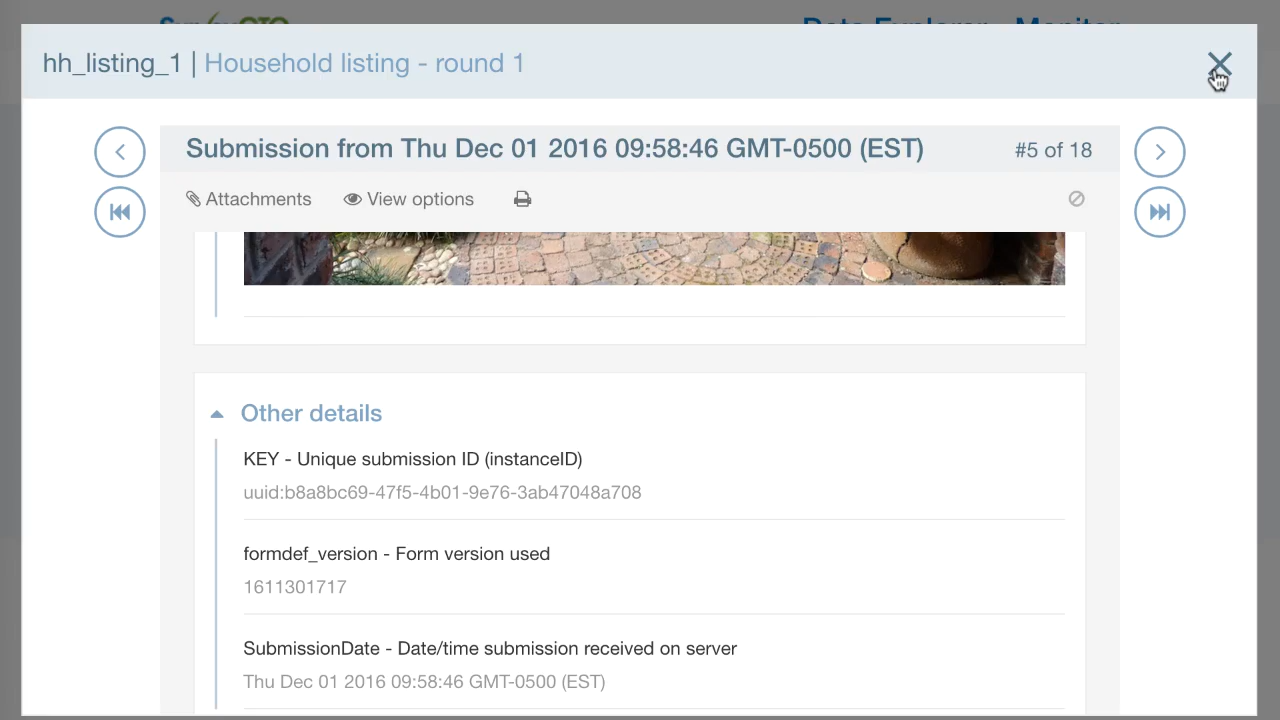 hh_listing_1 | Household listing - round 1
Submission from Thu Dec 01 2016 09:58:46 GMT-0500 (EST)
#5 of 18
Attachments
View options
Other details
KEY - Unique submission ID (instanceID)
uuid:b8a8bc69-47f5-4b01-9e76-3ab47048a708
formdef_version - Form version used
1611301717
SubmissionDate - Date/time submission received on server
Thu Dec 01 2016 09:58:46 GMT-0500 (EST)